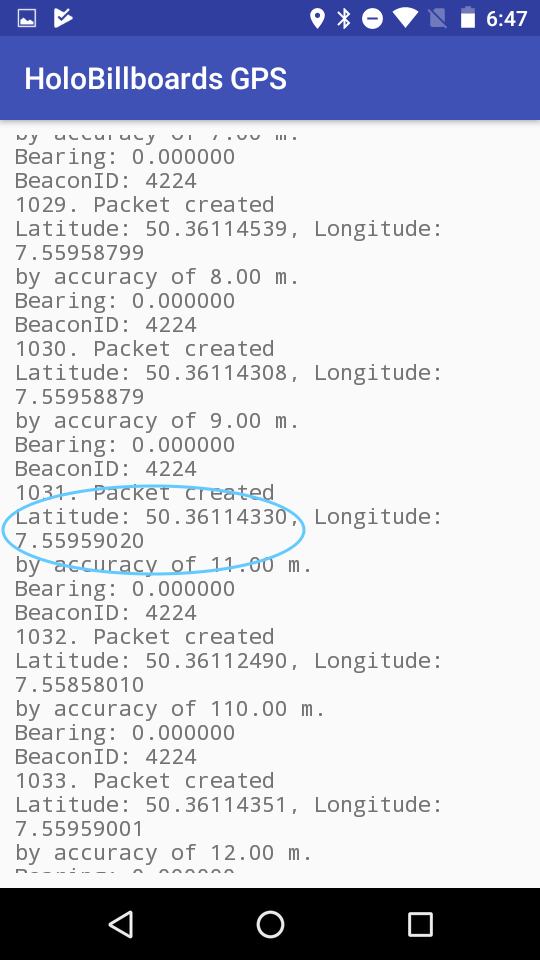 6:47
HoloBillboards GPS
by accuracy of 7.00 m.
Bearing: 0.000000
BeaconID: 4224
1029. Packet created
Latitude: 50.36114539, Longitude:
7.55958799
by accuracy of 8.00 m.
Bearing: 0.000000
BeaconID: 4224
1030. Packet created
Latitude: 50.36114308, Longitude:
7.55958879
by accuracy of 9.00 m.
Bearing: 0.000000
BeaconID: 4224
1031. Packet created
Latitude: 50.36114330, Longitude:
7.55959020
by accuracy of 11.00 m.
Bearing: 0.000000
BeaconID: 4224
1032. Packet created
Latitude: 50.36112490, Longitude:
7.55858010
by accuracy of 110.00 m.
Bearing: 0.000000
BeaconID: 4224
1033. Packet created
Latitude: 50.36114351, Longitude:
7.55959001
by accuracy of 12.00 m.
Bearing: 0.000000